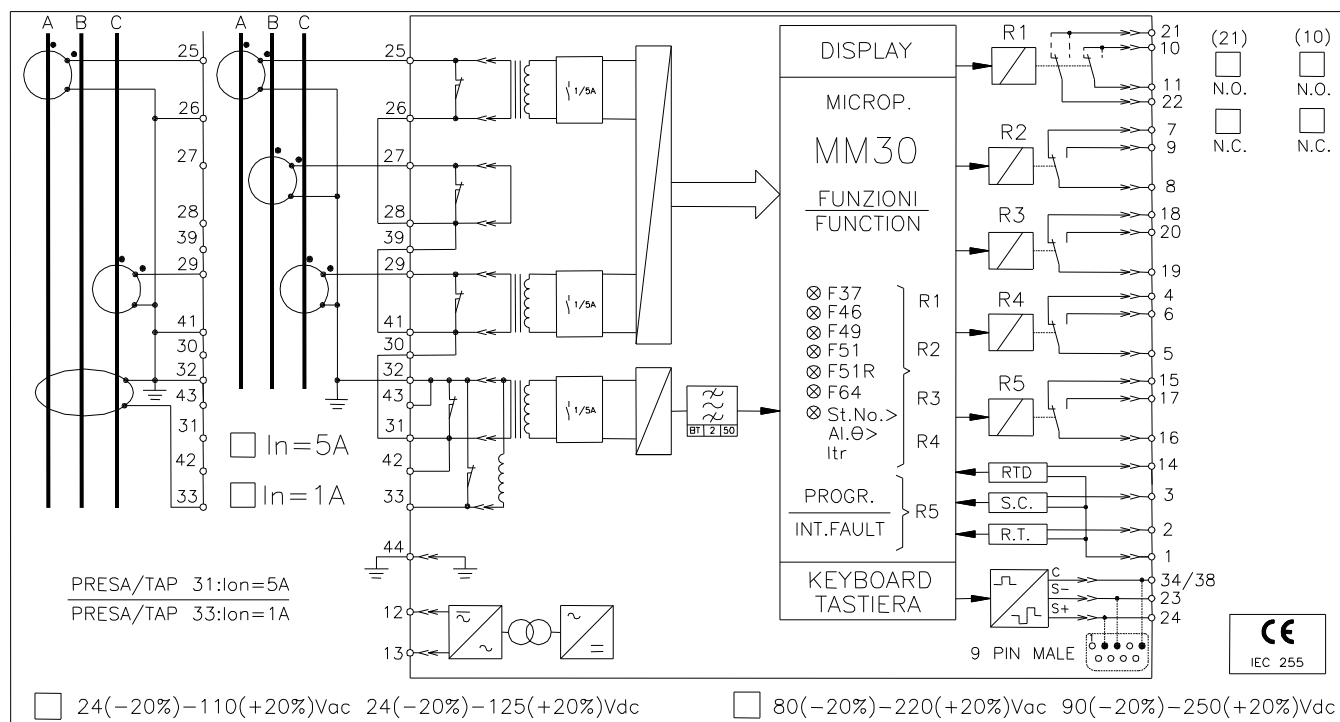 A B C
A B C
25
26
27
28
39
29
41
30
32
43
31
42
33
25
26
27
28
39
29
41
30
32
43
31
42
33
44
12
13
In=5A
In=1A
PRESA/TAP 31:Ion=5A
PRESA/TAP 33:Ion=1A
1/5A
1/5A
1/5A
BT 2 50
DISPLAY
MICROP.
MM30
FUNZIONI
FUNCTION
F37
F46
F49
F51
F51R
F64
St.No.>
Al.θ>
Itr
R1
R2
R3
R4
PROGR.
INT.FAULT
R5
KEYBOARD
TASTIERA
R1
R2
R3
R4
R5
RTD
S.C.
R.T.
C
S-
S+
21
10
11
22
7
9
8
18
20
19
4
6
5
15
17
16
14
3
2
1
34/38
23
24
1
9 PIN MALE
(21) (10)
N.O. N.O.
N.C. N.C.
CE
IEC 255
24(-20%)-110(+20%)Vac 24(-20%)-125(+20%)Vdc
80(-20%)-220(+20%)Vac 90(-20%)-250(+20%)Vdc